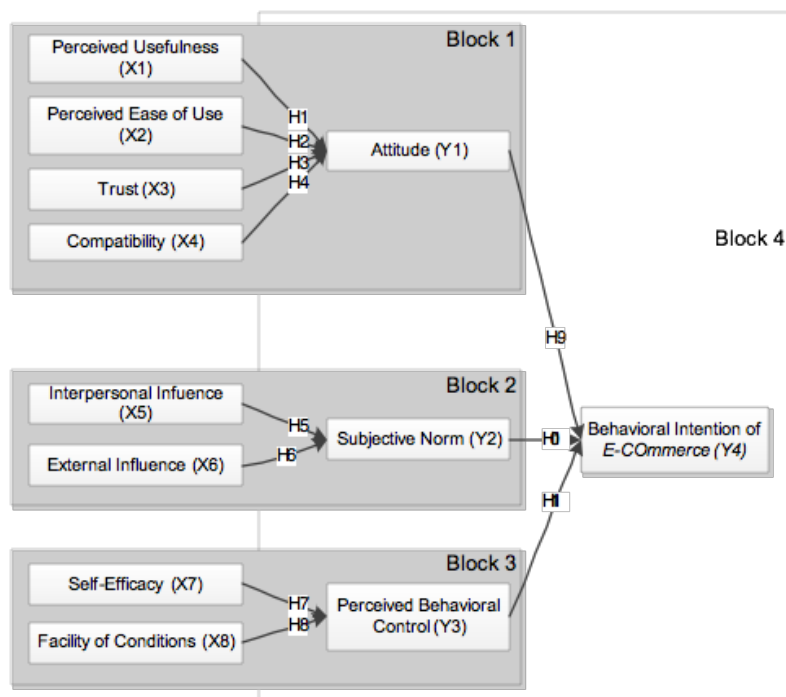 Block 1
Perceived Usefulness
(X1)
Perceived Ease of Use
(X2)
Trust (X3)
Compatibility (X4)
H1
H2
H3
H4
Attitude (Y1)
Block 4
H9
Block 2
Interpersonal Infuence
(X5)
External Influence (X6)
H5
H6
Subjective Norm (Y2)
Behavioral Intention of
E-COmmerce (Y4)
Block 3
Self-Efficacy (X7)
Facility of Conditions (X8)
H7
H8
Perceived Behavioral
Control (Y3)